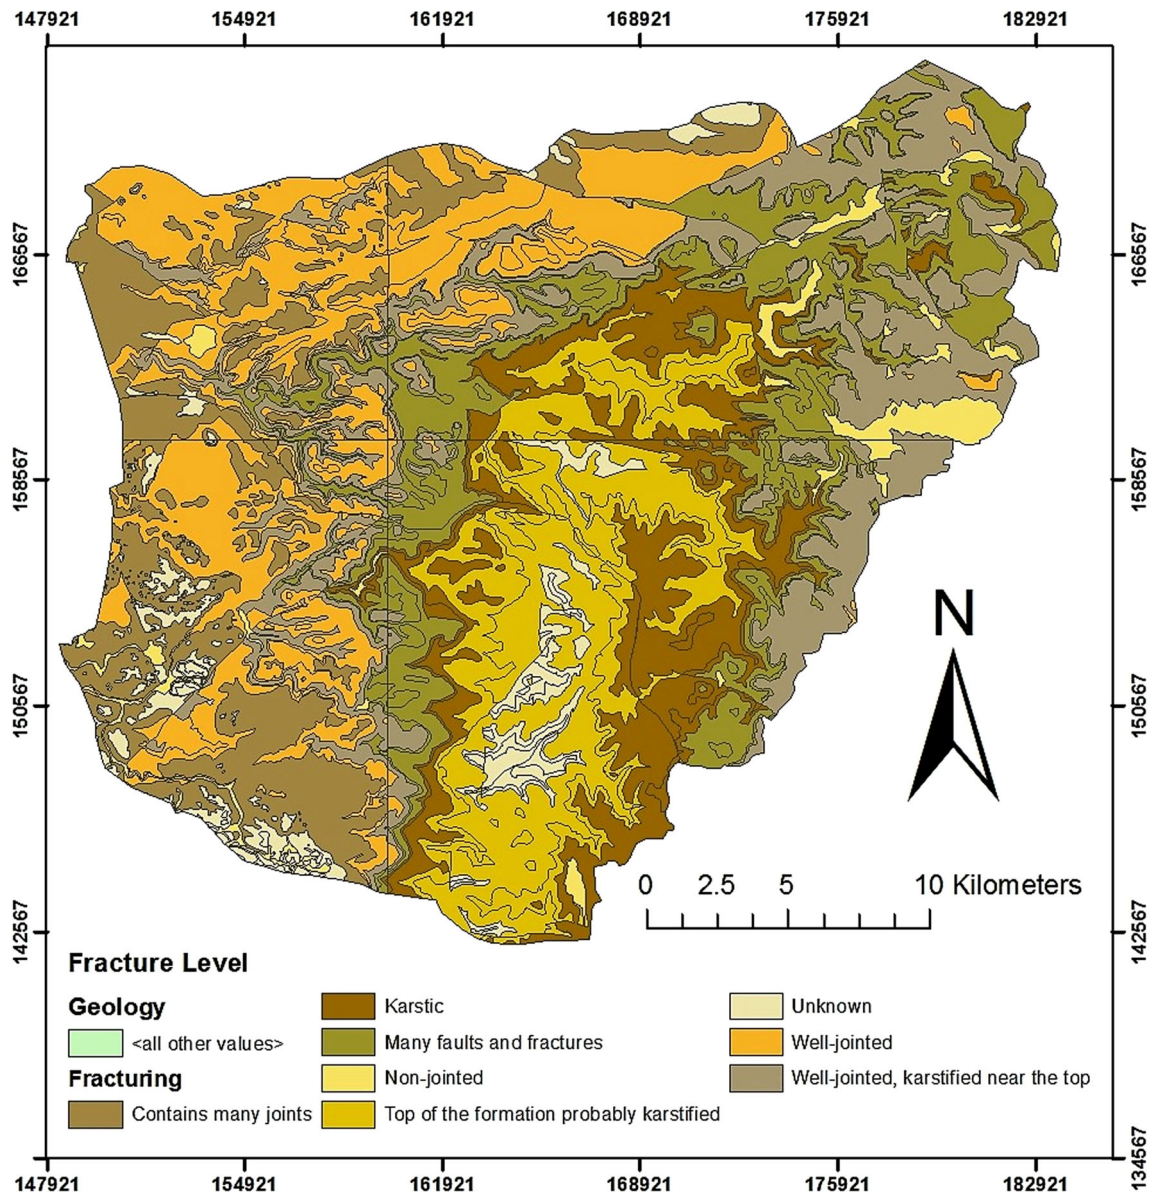 147921 154921 161921 168921 175921 182921
166567 166567
158567 158567
N
150567 150567
0 2.5 5 10 Kilometers
142567 142567
Fracture Level
Geology Karstic Unknown
<all other values> Many faults and fractures Well-jointed
Fracturing Non-jointed Well-jointed, karstified near the top
Contains many joints Top of the formation probably karstified
134567
147921 154921 161921 168921 175921 182921